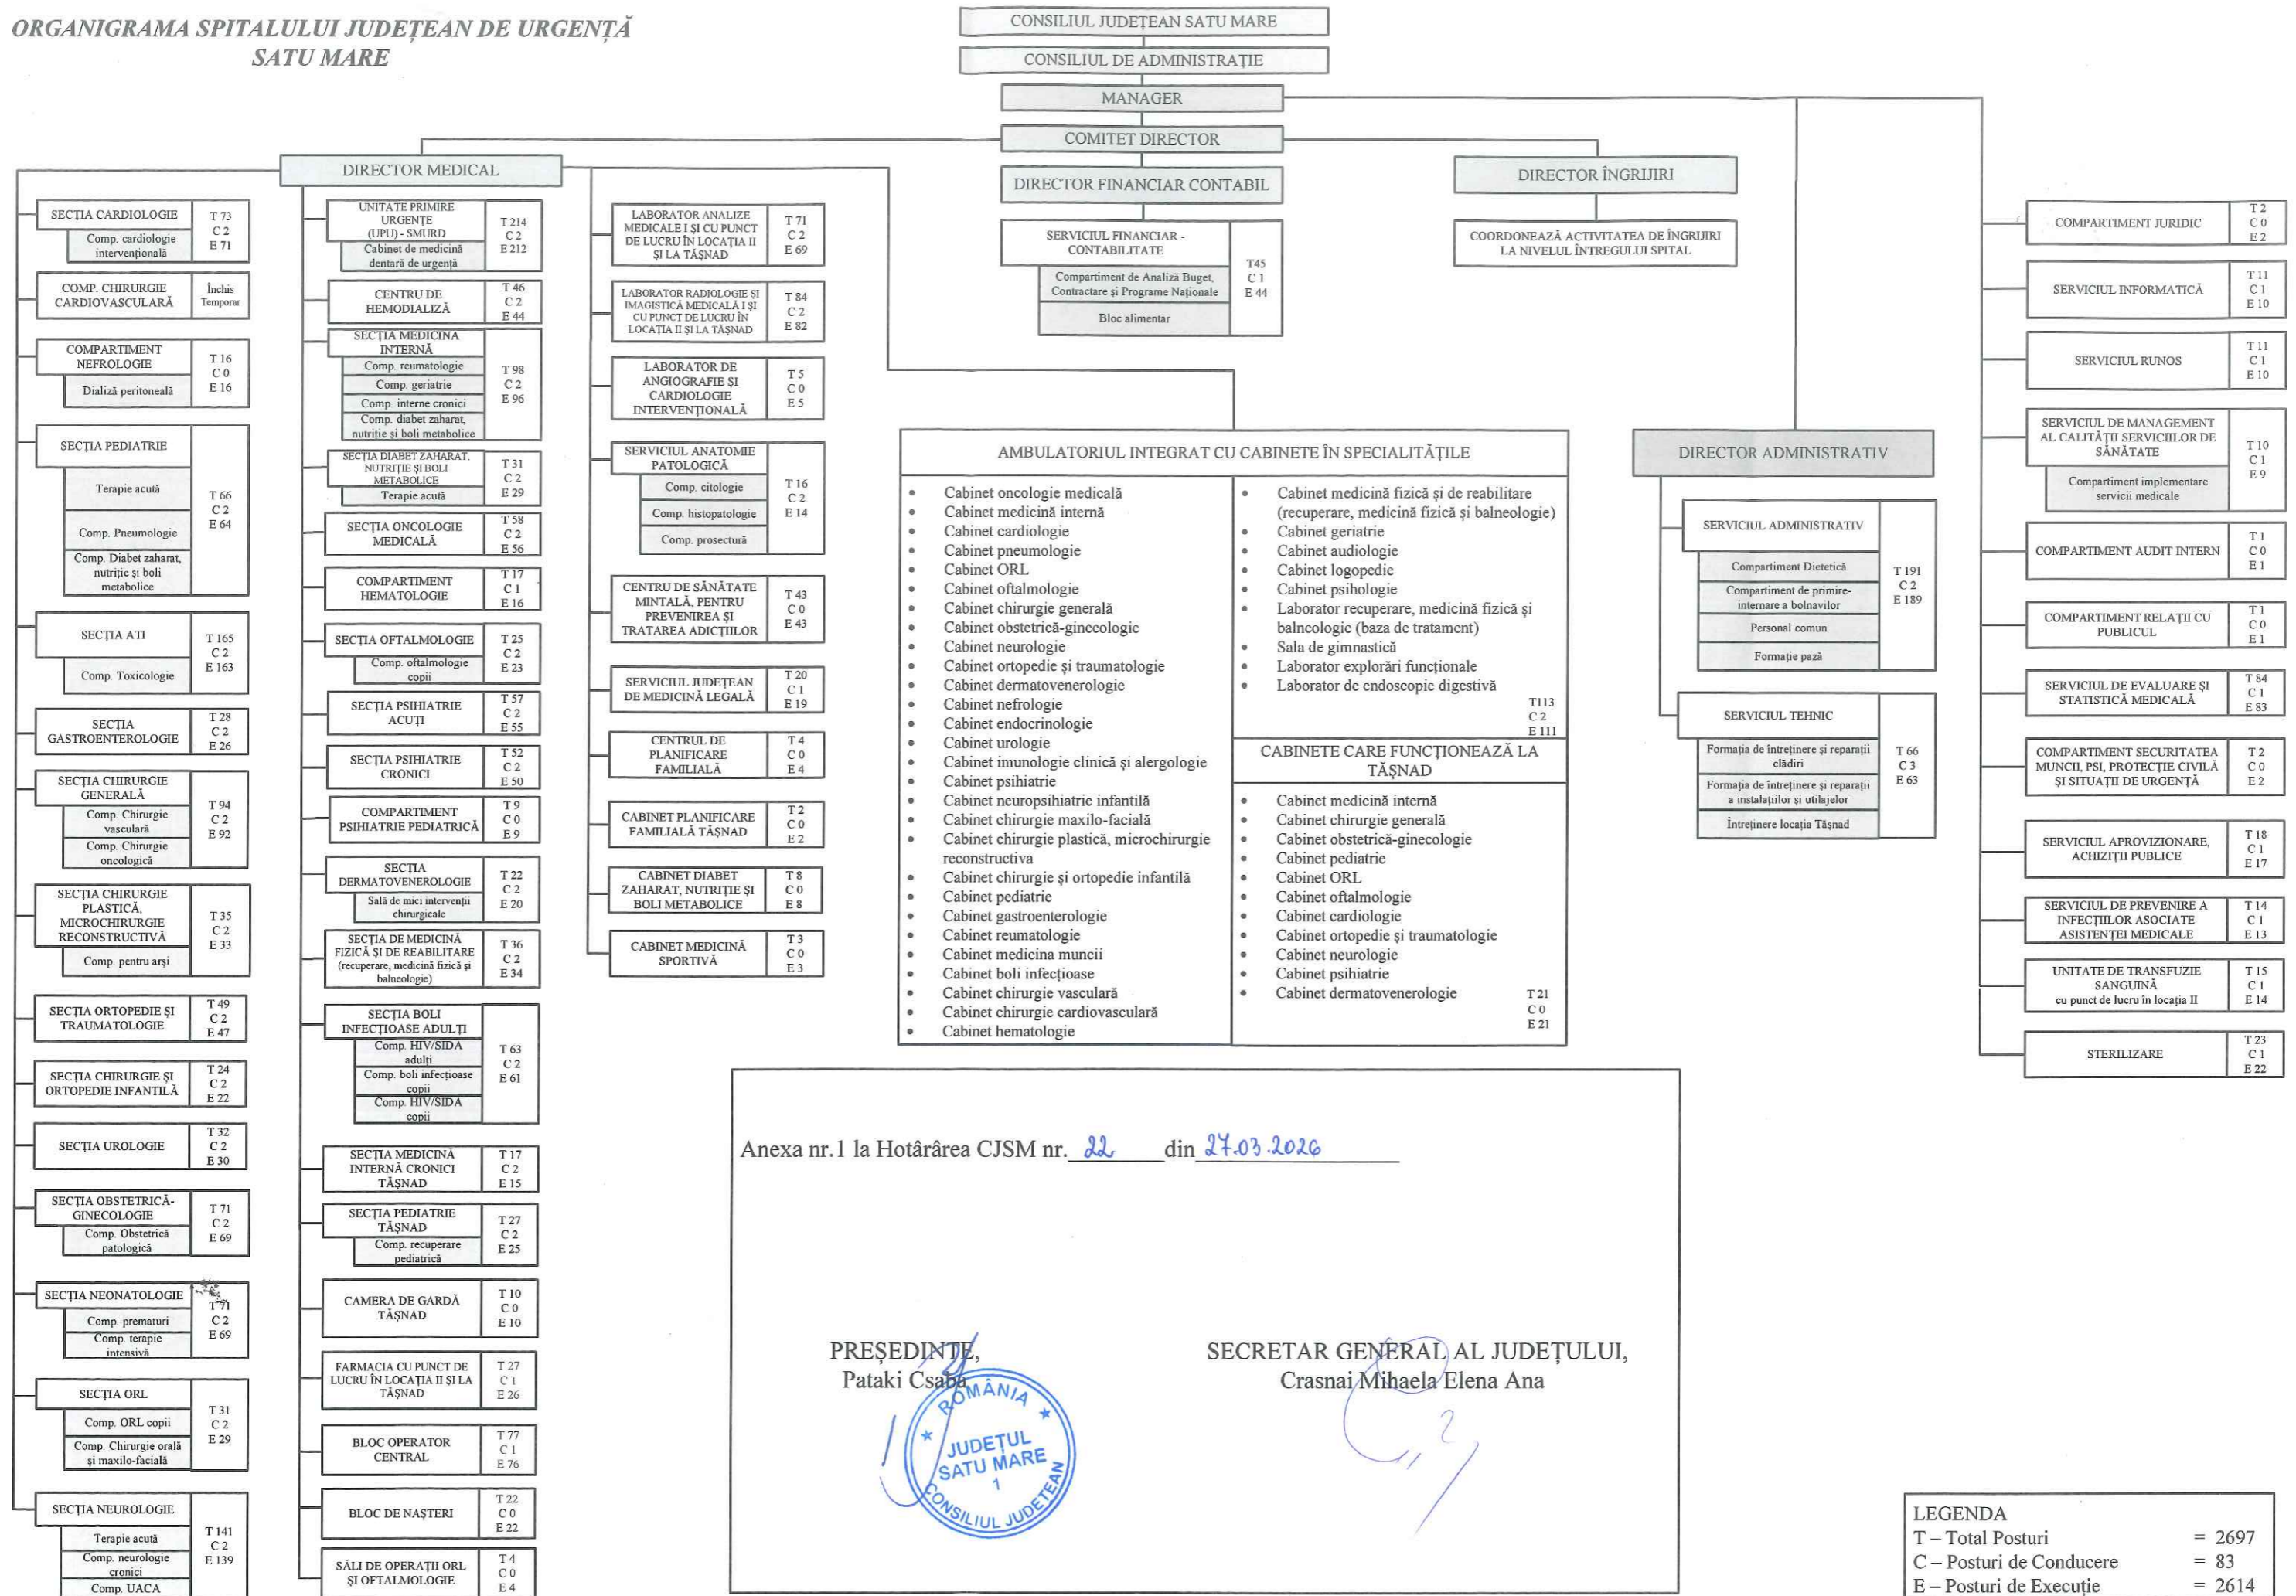 ORGANIGRAMA SPITALULUI JUDEȚEAN DE URGENȚĂ
SATU MARE
CONSILIUL JUDEȚEAN SATU MARE
CONSILIUL DE ADMINISTRAȚIE
MANAGER
COMITET DIRECTOR
DIRECTOR MEDICAL
DIRECTOR FINANCIAR CONTABIL
DIRECTOR ÎNGRIJIRI
SECȚIA CARDIOLOGIE
Comp. cardiologie
intervențională
T 73
C 2
E 71
COMP. CHIRURGIE
CARDIOVASCULARĂ
Închis
Temporar
COMPARTIMENT
NEFROLOGIE
Dializă peritoneală
T 16
C 0
E 16
SECȚIA PEDIATRIE
Terapie acută
Comp. Pneumologie
Comp. Diabet zaharat,
nutriție și boli
metabolice
T 66
C 2
E 64
SECȚIA ATI
Comp. Toxicologie
T 165
C 2
E 163
SECȚIA
GASTROENTEROLOGIE
T 28
C 2
E 26
SECȚIA CHIRURGIE
GENERALĂ
Comp. Chirurgie
vasculară
Comp. Chirurgie
oncologică
T 94
C 2
E 92
SECȚIA CHIRURGIE
PLASTICĂ,
MICROCHIRURGIE
RECONSTRUCTIVĂ
Comp. pentru arși
T 35
C 2
E 33
SECȚIA ORTOPEDIE ȘI
TRAUMATOLOGIE
T 49
C 2
E 47
SECȚIA CHIRURGIE ȘI
ORTOPEDIE INFANTILĂ
T 24
C 2
E 22
SECȚIA UROLOGIE
T 32
C 2
E 30
SECȚIA OBSTETRICĂ-
GINECOLOGIE
Comp. Obstetrică
patologică
T 71
C 2
E 69
SECȚIA NEONATOLOGIE
Comp. prematuri
Comp. terapie
intensivă
T 71
C 2
E 69
SECȚIA ORL
Comp. ORL copii
Comp. Chirurgie orală
și maxilo-facială
T 31
C 2
E 29
SECȚIA NEUROLOGIE
Terapie acută
Comp. neurologie
cronici
Comp. UACA
T 141
C 2
E 139
UNITATE PRIMIRE
URGENȚE
(UPU) - SMURD
Cabinet de medicină
dentară de urgență
T 214
C 2
E 212
CENTRU DE
HEMODIALIZĂ
T 46
C 2
E 44
SECȚIA MEDICINA
INTERNĂ
Comp. reumatologie
Comp. geriatrie
Comp. interne cronici
Comp. diabet zaharat,
nutriție și boli metabolice
T 98
C 2
E 96
SECȚIA DIABET ZAHARAT,
NUTRIȚIE ȘI BOLI
METABOLICE
Terapie acută
T 31
C 2
E 29
SECȚIA ONCOLOGIE
MEDICALĂ
T 58
C 2
E 56
COMPARTIMENT
HEMATOLOGIE
T 17
C 1
E 16
SECȚIA OFTALMOLOGIE
Comp. oftalmologie
copii
T 25
C 2
E 23
SECȚIA PSIHIATRIE
ACUȚI
T 57
C 2
E 55
SECȚIA PSIHIATRIE
CRONICI
T 52
C 2
E 50
COMPARTIMENT
PSIHIATRIE PEDIATRICĂ
T 9
C 0
E 9
SECȚIA
DERMATOVENEROLOGIE
Sală de mici intervenții
chirurgicale
T 22
C 2
E 20
SECȚIA DE MEDICINĂ
FIZICĂ ȘI DE REABILITARE
(recuperare, medicină fizică și
balneologie)
T 36
C 2
E 34
SECȚIA BOLI
INFECȚIOASE ADULȚI
Comp. HIV/SIDA
adulți
Comp. boli infecțioase
copii
Comp. HIV/SIDA
copii
T 63
C 2
E 61
SECȚIA MEDICINĂ
INTERNĂ CRONICI
TĂȘNAD
T 17
C 2
E 15
SECȚIA PEDIATRIE
TĂȘNAD
Comp. recuperare
pediatrică
T 27
C 2
E 25
CAMERA DE GARDĂ
TĂȘNAD
T 10
C 0
E 10
FARMACIA CU PUNCT DE
LUCRU ÎN LOCAȚIA II ȘI LA
TĂȘNAD
T 27
C 1
E 26
BLOC OPERATOR
CENTRAL
T 77
C 1
E 76
BLOC DE NAȘTERI
T 22
C 0
E 22
SĂLI DE OPERAȚII ORL
ȘI OFTALMOLOGIE
T 4
C 0
E 4
LABORATOR ANALIZE
MEDICALE I ȘI CU PUNCT
DE LUCRU ÎN LOCAȚIA II
ȘI LA TĂȘNAD
T 71
C 2
E 69
LABORATOR RADIOLOGIE ȘI
IMAGISTICĂ MEDICALĂ I ȘI
CU PUNCT DE LUCRU ÎN
LOCAȚIA II ȘI LA TĂȘNAD
T 84
C 2
E 82
LABORATOR DE
ANGIOGRAFIE ȘI
CARDIOLOGIE
INTERVENȚIONALĂ
T 5
C 0
E 5
SERVICIUL ANATOMIE
PATOLOGICĂ
Comp. citologie
Comp. histopatologie
Comp. prosectură
T 16
C 2
E 14
CENTRU DE SĂNĂTATE
MINTALĂ, PENTRU
PREVENIREA ȘI
TRATAREA ADICȚIILOR
T 43
C 0
E 43
SERVICIUL JUDEȚEAN
DE MEDICINĂ LEGALĂ
T 20
C 1
E 19
CENTRUL DE
PLANIFICARE
FAMILIALĂ
T 4
C 0
E 4
CABINET PLANIFICARE
FAMILIALĂ TĂȘNAD
T 2
C 0
E 2
CABINET DIABET
ZAHARAT, NUTRIȚIE ȘI
BOLI METABOLICE
T 8
C 0
E 8
CABINET MEDICINĂ
SPORTIVĂ
T 3
C 0
E 3
SERVICIUL FINANCIAR -
CONTABILITATE
Compartiment de Analiză Buget,
Contractare și Programe Naționale
Bloc alimentar
T45
C 1
E 44
COORDONEAZĂ ACTIVITATEA DE ÎNGRIJIRI
LA NIVELUL ÎNTREGULUI SPITAL
AMBULATORIUL INTEGRAT CU CABINETE ÎN SPECIALITĂȚILE
• Cabinet oncologie medicală
• Cabinet medicină internă
• Cabinet cardiologie
• Cabinet pneumologie
• Cabinet ORL
• Cabinet oftalmologie
• Cabinet chirurgie generală
• Cabinet obstetrică-ginecologie
• Cabinet neurologie
• Cabinet ortopedie și traumatologie
• Cabinet dermatovenerologie
• Cabinet nefrologie
• Cabinet endocrinologie
• Cabinet urologie
• Cabinet imunologie clinică și alergologie
• Cabinet psihiatrie
• Cabinet neuropsihiatrie infantilă
• Cabinet chirurgie maxilo-facială
• Cabinet chirurgie plastică, microchirurgie
reconstructiva
• Cabinet chirurgie și ortopedie infantilă
• Cabinet pediatrie
• Cabinet gastroenterologie
• Cabinet reumatologie
• Cabinet medicina muncii
• Cabinet boli infecțioase
• Cabinet chirurgie vasculară
• Cabinet chirurgie cardiovasculară
• Cabinet hematologie
• Cabinet medicină fizică și de reabilitare
(recuperare, medicină fizică și balneologie)
• Cabinet geriatrie
• Cabinet audiologie
• Cabinet logopedie
• Cabinet psihologie
• Laborator recuperare, medicină fizică și
balneologie (baza de tratament)
• Sala de gimnastică
• Laborator explorări funcționale
• Laborator de endoscopie digestivă
T113
C 2
E 111
CABINETE CARE FUNCȚIONEAZĂ LA
TĂȘNAD
• Cabinet medicină internă
• Cabinet chirurgie generală
• Cabinet obstetrică-ginecologie
• Cabinet pediatrie
• Cabinet ORL
• Cabinet oftalmologie
• Cabinet cardiologie
• Cabinet ortopedie și traumatologie
• Cabinet neurologie
• Cabinet psihiatrie
• Cabinet dermatovenerologie
T 21
C 0
E 21
DIRECTOR ADMINISTRATIV
SERVICIUL ADMINISTRATIV
Compartiment Dietetică
Compartiment de primire-
internare a bolnavilor
Personal comun
Formație pază
T 191
C 2
E 189
SERVICIUL TEHNIC
Formația de întreținere și reparații
clădiri
Formația de întreținere și reparații
a instalațiilor și utilajelor
Întreținere locația Tășnad
T 66
C 3
E 63
COMPARTIMENT JURIDIC
T 2
C 0
E 2
SERVICIUL INFORMATICĂ
T 11
C 1
E 10
SERVICIUL RUNOS
T 11
C 1
E 10
SERVICIUL DE MANAGEMENT
AL CALITĂȚII SERVICIILOR DE
SĂNĂTATE
Compartiment implementare
servicii medicale
T 10
C 1
E 9
COMPARTIMENT AUDIT INTERN
T 1
C 0
E 1
COMPARTIMENT RELAȚII CU
PUBLICUL
T 1
C 0
E 1
SERVICIUL DE EVALUARE ȘI
STATISTICĂ MEDICALĂ
T 84
C 1
E 83
COMPARTIMENT SECURITATEA
MUNCII, PSI, PROTECȚIE CIVILĂ
ȘI SITUAȚII DE URGENȚĂ
T 2
C 0
E 2
SERVICIUL APROVIZIONARE,
ACHIZIȚII PUBLICE
T 18
C 1
E 17
SERVICIUL DE PREVENIRE A
INFECȚIILOR ASOCIATE
ASISTENȚEI MEDICALE
T 14
C 1
E 13
UNITATE DE TRANSFUZIE
SANGUINĂ
cu punct de lucru în locația II
T 15
C 1
E 14
STERILIZARE
T 23
C 1
E 22
Anexa nr.1 la Hotărârea CJSM nr. 22 din 27.03.2026
PREȘEDINTE,
Pataki Csaba
SECRETAR GENERAL AL JUDEȚULUI,
Crasnai Mihaela Elena Ana
ROMÂNIA
JUDEȚUL
SATU MARE
1
CONSILIUL JUDEȚEAN
LEGENDA
T – Total Posturi = 2697
C – Posturi de Conducere = 83
E – Posturi de Execuție = 2614